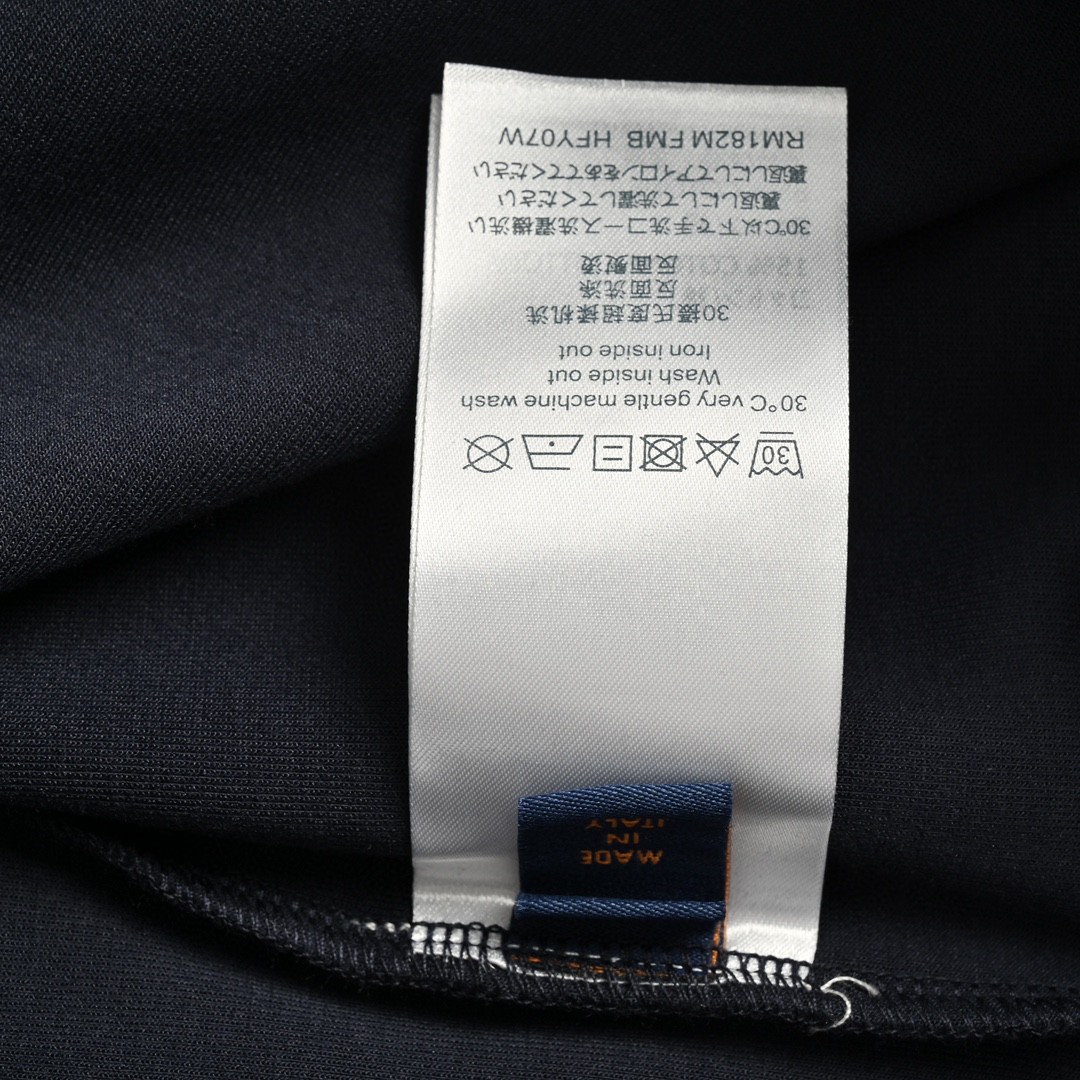 30
30°C very gentle machine wash
Wash inside out
Iron inside out
30摄氏度超揉机洗
反面洗涤
反面熨烫
30℃以下で手洗コース洗濯機洗い
裏返しにして洗濯してください
裏返しにしてアイロンをあててください
RM182M FMB HFY07W
MADE
IN
ITALY